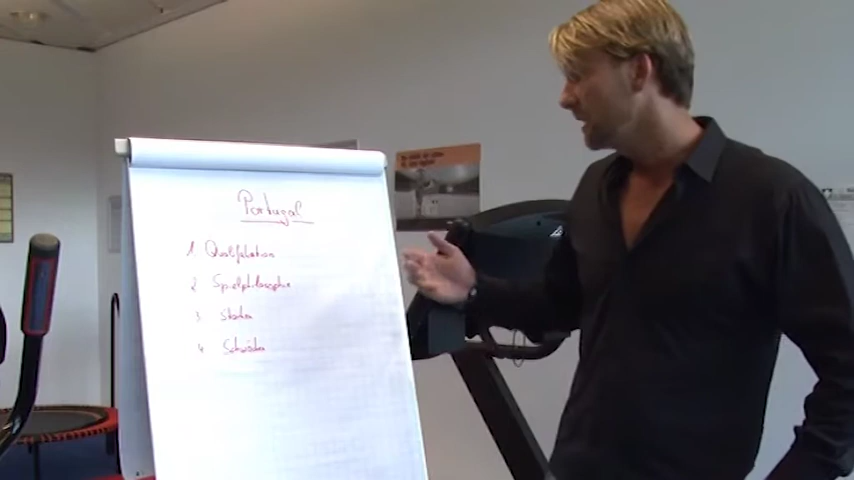 Portugal
1 Qualifikation
2 Spielphilosophie
3 Stärken
4 Schwächen